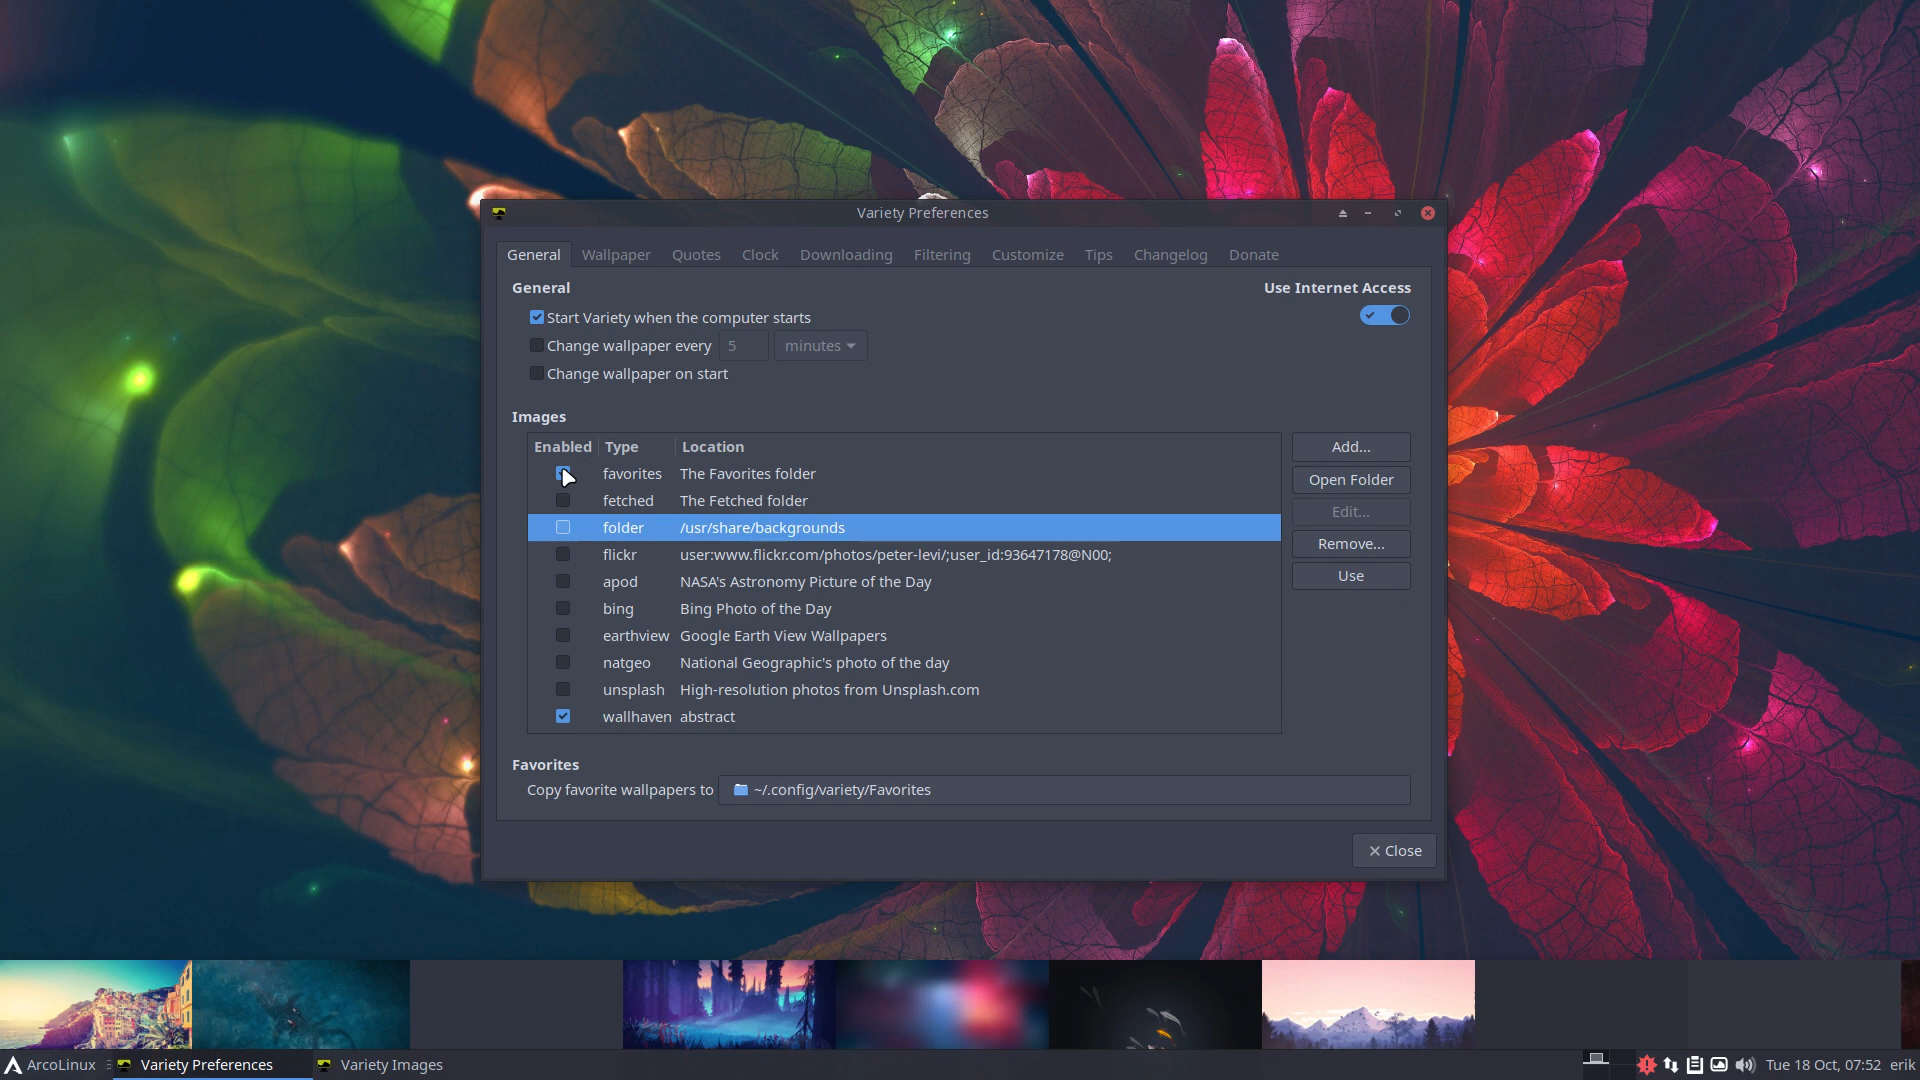 Variety Preferences
General Wallpaper Quotes Clock Downloading Filtering Customize Tips Changelog Donate
General
Use Internet Access
Start Variety when the computer starts
Change wallpaper every 5 minutes
Change wallpaper on start
Images
Enabled Type Location
favorites The Favorites folder
fetched The Fetched folder
folder /usr/share/backgrounds
flickr user:www.flickr.com/photos/peter-levi/;user_id:93647178@N00;
apod NASA's Astronomy Picture of the Day
bing Bing Photo of the Day
earthview Google Earth View Wallpapers
natgeo National Geographic's photo of the day
unsplash High-resolution photos from Unsplash.com
wallhaven abstract
Add...
Open Folder
Edit...
Remove...
Use
Favorites
Copy favorite wallpapers to ~/.config/variety/Favorites
Close
ArcoLinux Variety Preferences Variety Images Tue 18 Oct, 07:52 erik